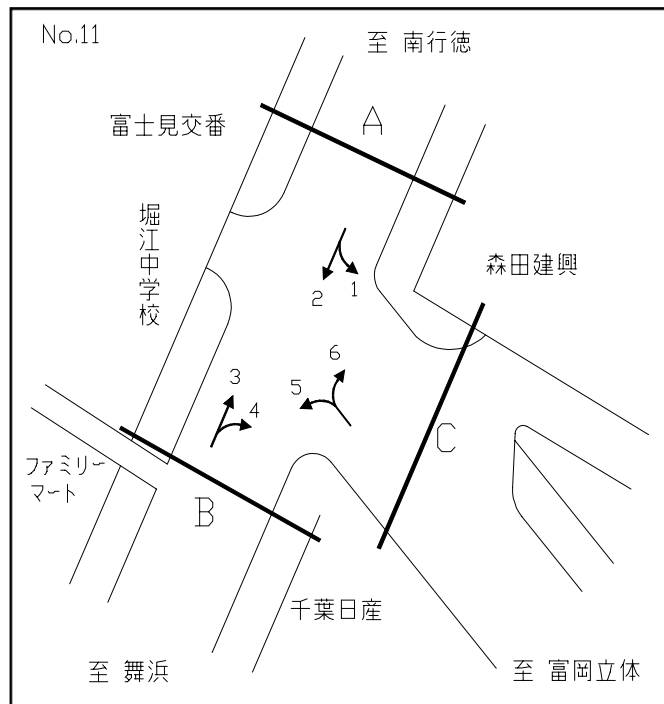 No.11
至 南行徳
A
富士見交番
堀江中学校
森田建興
2
1
6
3
5
4
C
ファミリー
マート
B
千葉日産
至 舞浜
至 富岡立体